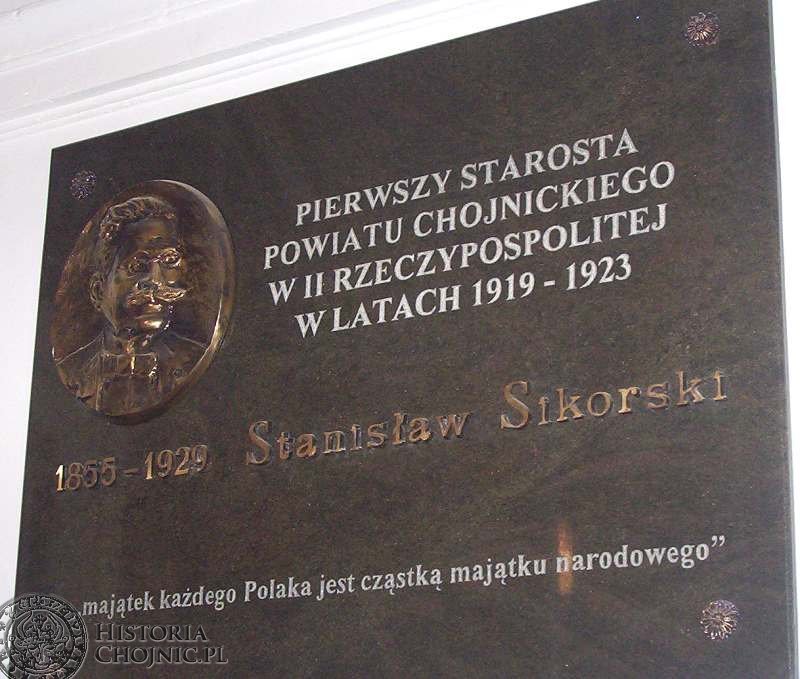 PIERWSZY STAROSTA
POWIATU CHOJNICKIEGO
W II RZECZYPOSPOLITEJ
W LATACH 1919 - 1923
1855 - 1929 Stanisław Sikorski
majątek każdego Polaka jest cząstką majątku narodowego”
HISTORIA
CHOJNIC.PL